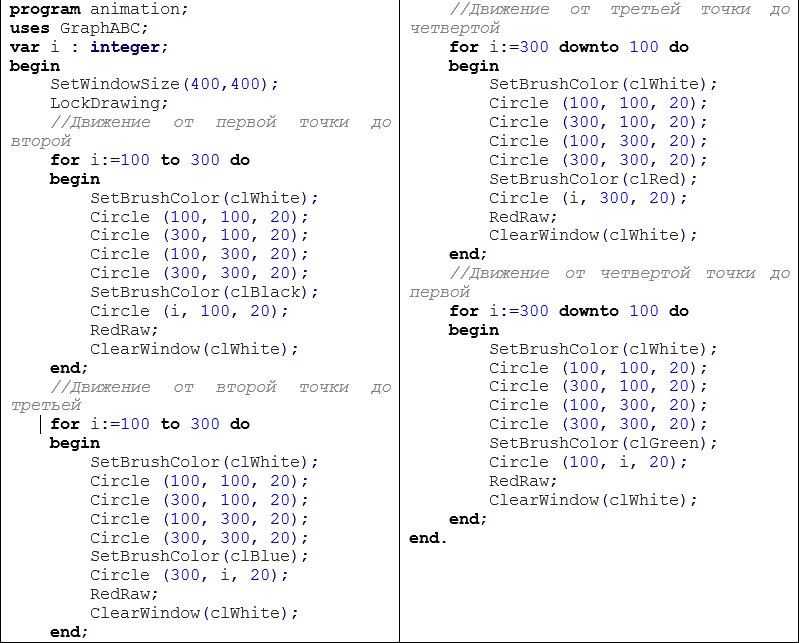 program animation;
uses GraphABC;
var i : integer;
begin
SetWindowSize(400,400);
LockDrawing;
//Движение от первой точки до
второй
for i:=100 to 300 do
begin
SetBrushColor(clWhite);
Circle (100, 100, 20);
Circle (300, 100, 20);
Circle (100, 300, 20);
Circle (300, 300, 20);
SetBrushColor(clBlack);
Circle (i, 100, 20);
RedRaw;
ClearWindow(clWhite);
end;
//Движение от второй точки до
третьей
for i:=100 to 300 do
begin
SetBrushColor(clWhite);
Circle (100, 100, 20);
Circle (300, 100, 20);
Circle (100, 300, 20);
Circle (300, 300, 20);
SetBrushColor(clBlue);
Circle (300, i, 20);
RedRaw;
ClearWindow(clWhite);
end;
//Движение от третьей точки до
четвертой
for i:=300 downto 100 do
begin
SetBrushColor(clWhite);
Circle (100, 100, 20);
Circle (300, 100, 20);
Circle (100, 300, 20);
Circle (300, 300, 20);
SetBrushColor(clRed);
Circle (i, 300, 20);
RedRaw;
ClearWindow(clWhite);
end;
//Движение от четвертой точки до
первой
for i:=300 downto 100 do
begin
SetBrushColor(clWhite);
Circle (100, 100, 20);
Circle (300, 100, 20);
Circle (100, 300, 20);
Circle (300, 300, 20);
SetBrushColor(clGreen);
Circle (100, i, 20);
RedRaw;
ClearWindow(clWhite);
end;
end.